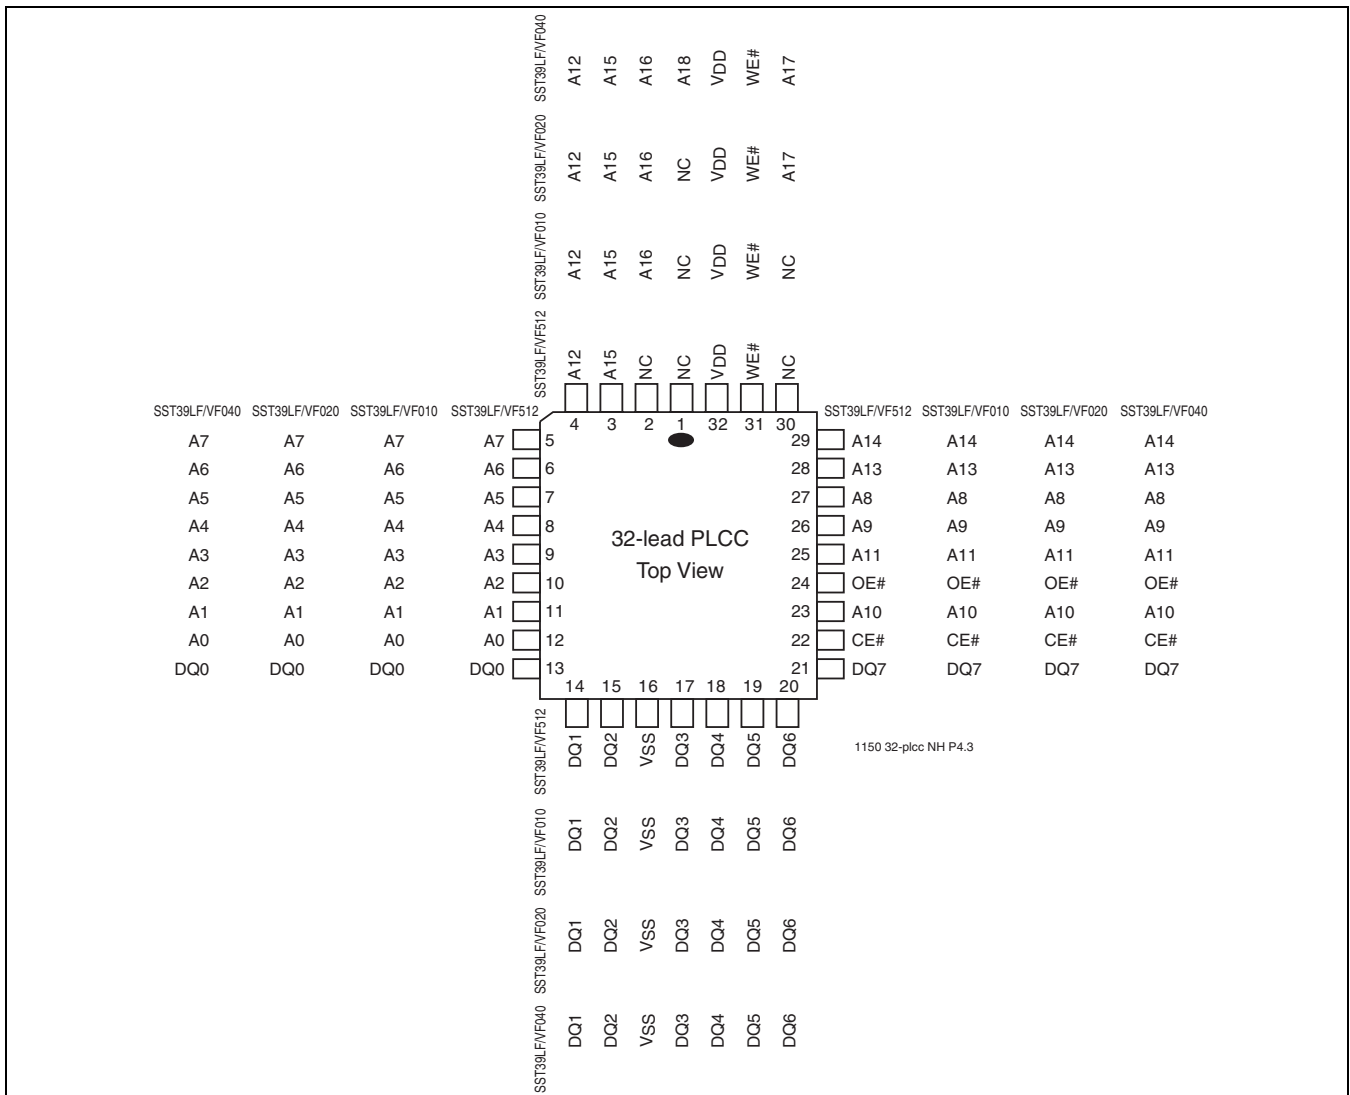 SST39LF/VF040 A12 A15 A16 A18 VDD WE# A17
SST39LF/VF020 A12 A15 A16 NC VDD WE# A17
SST39LF/VF010 A12 A15 A16 NC VDD WE# NC
SST39LF/VF512 A12 A15 NC NC VDD WE# NC
SST39LF/VF040 SST39LF/VF020 SST39LF/VF010 SST39LF/VF512 4 3 2 1 32 31 30 SST39LF/VF512 SST39LF/VF010 SST39LF/VF020 SST39LF/VF040
A7 A7 A7 A7 5 29 A14 A14 A14 A14
A6 A6 A6 A6 6 28 A13 A13 A13 A13
A5 A5 A5 A5 7 27 A8 A8 A8 A8
A4 A4 A4 A4 8 26 A9 A9 A9 A9
32-lead PLCC
A3 A3 A3 A3 9 25 A11 A11 A11 A11
Top View
A2 A2 A2 A2 10 24 OE# OE# OE# OE#
A1 A1 A1 A1 11 23 A10 A10 A10 A10
A0 A0 A0 A0 12 22 CE# CE# CE# CE#
DQ0 DQ0 DQ0 DQ0 13 21 DQ7 DQ7 DQ7 DQ7
14 15 16 17 18 19 20
SST39LF/VF512 DQ1 DQ2 VSS DQ3 DQ4 DQ5 DQ6
1150 32-plcc NH P4.3
SST39LF/VF010 DQ1 DQ2 VSS DQ3 DQ4 DQ5 DQ6
SST39LF/VF020 DQ1 DQ2 VSS DQ3 DQ4 DQ5 DQ6
SST39LF/VF040 DQ1 DQ2 VSS DQ3 DQ4 DQ5 DQ6